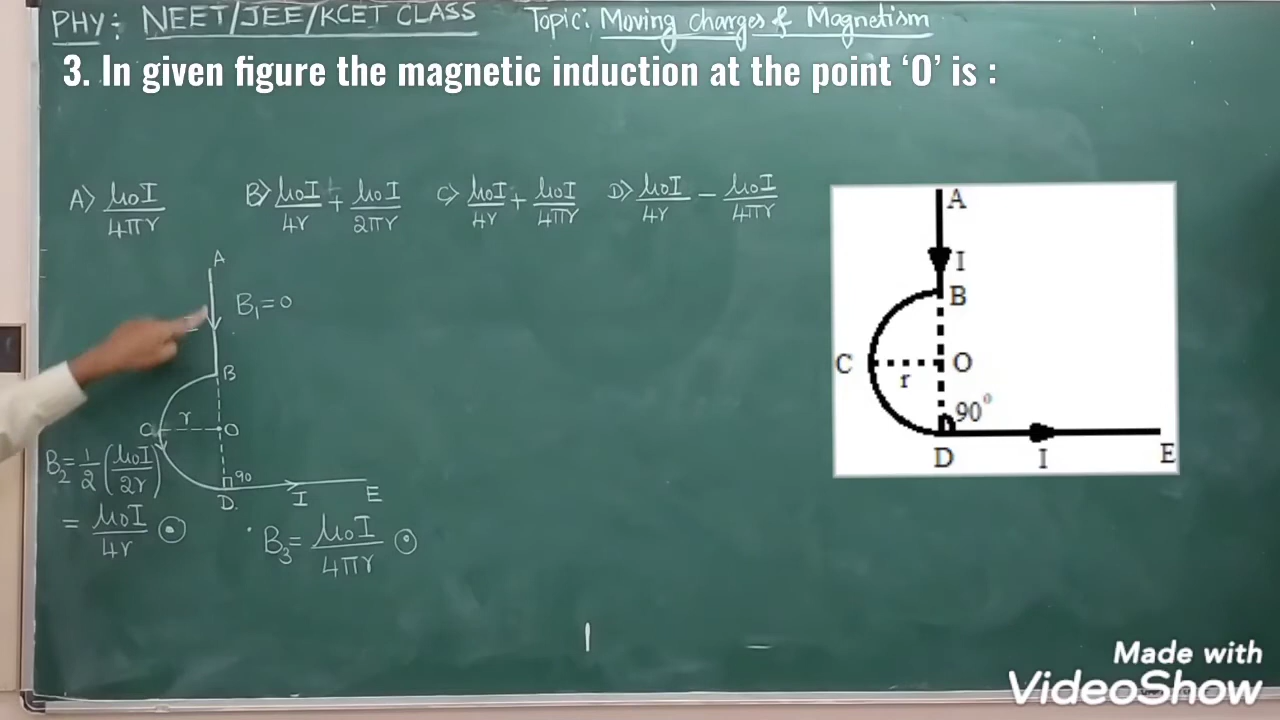 PHY: NEET/JEE/KCET CLASS Topic: Moving charges & Magnetism
3. In given figure the magnetic induction at the point ‘O’ is :
A) μ₀I/4πr B) μ₀I/4r + μ₀I/2πr C) μ₀I/4r + μ₀I/4πr D) μ₀I/4r − μ₀I/4πr
A
B₁=0
I
B
r
C
O
90
D
I
E
B₂=1/2(μ₀I/2r)
= μ₀I/4r ⊙
B₃= μ₀I/4πr ⊙
A
I
B
C
r
O
90°
D
I
E
Made with
VideoShow